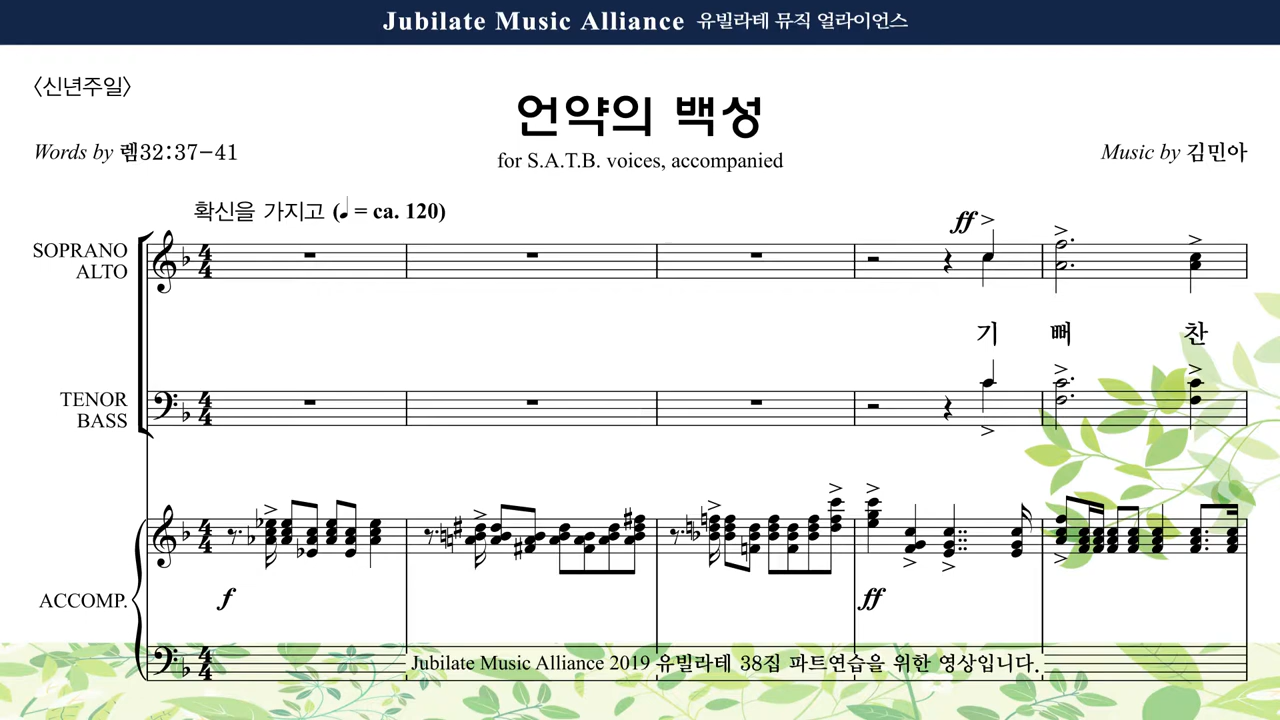 Jubilate Music Alliance 유빌라테 뮤직 얼라이언스
〈신년주일〉
언약의 백성
Words by 렘32:37-41
for S.A.T.B. voices, accompanied
Music by 김민아
확신을 가지고 (♩ = ca. 120)
ff
SOPRANO
ALTO
기 뻐 찬
TENOR
BASS
ACCOMP.
f ff
Jubilate Music Alliance 2019 유빌라테 38집 파트연습을 위한 영상입니다.